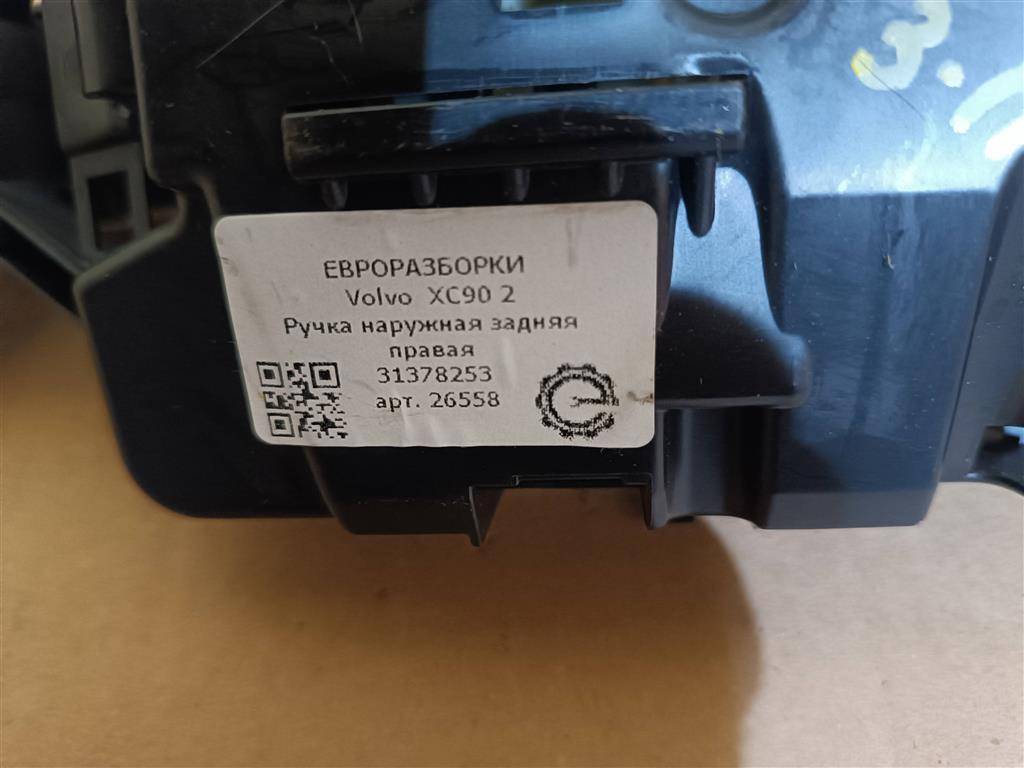 ЕВРОРАЗБОРКИ
Volvo XC90 2
Ручка наружная задняя
правая
31378253
арт. 26558